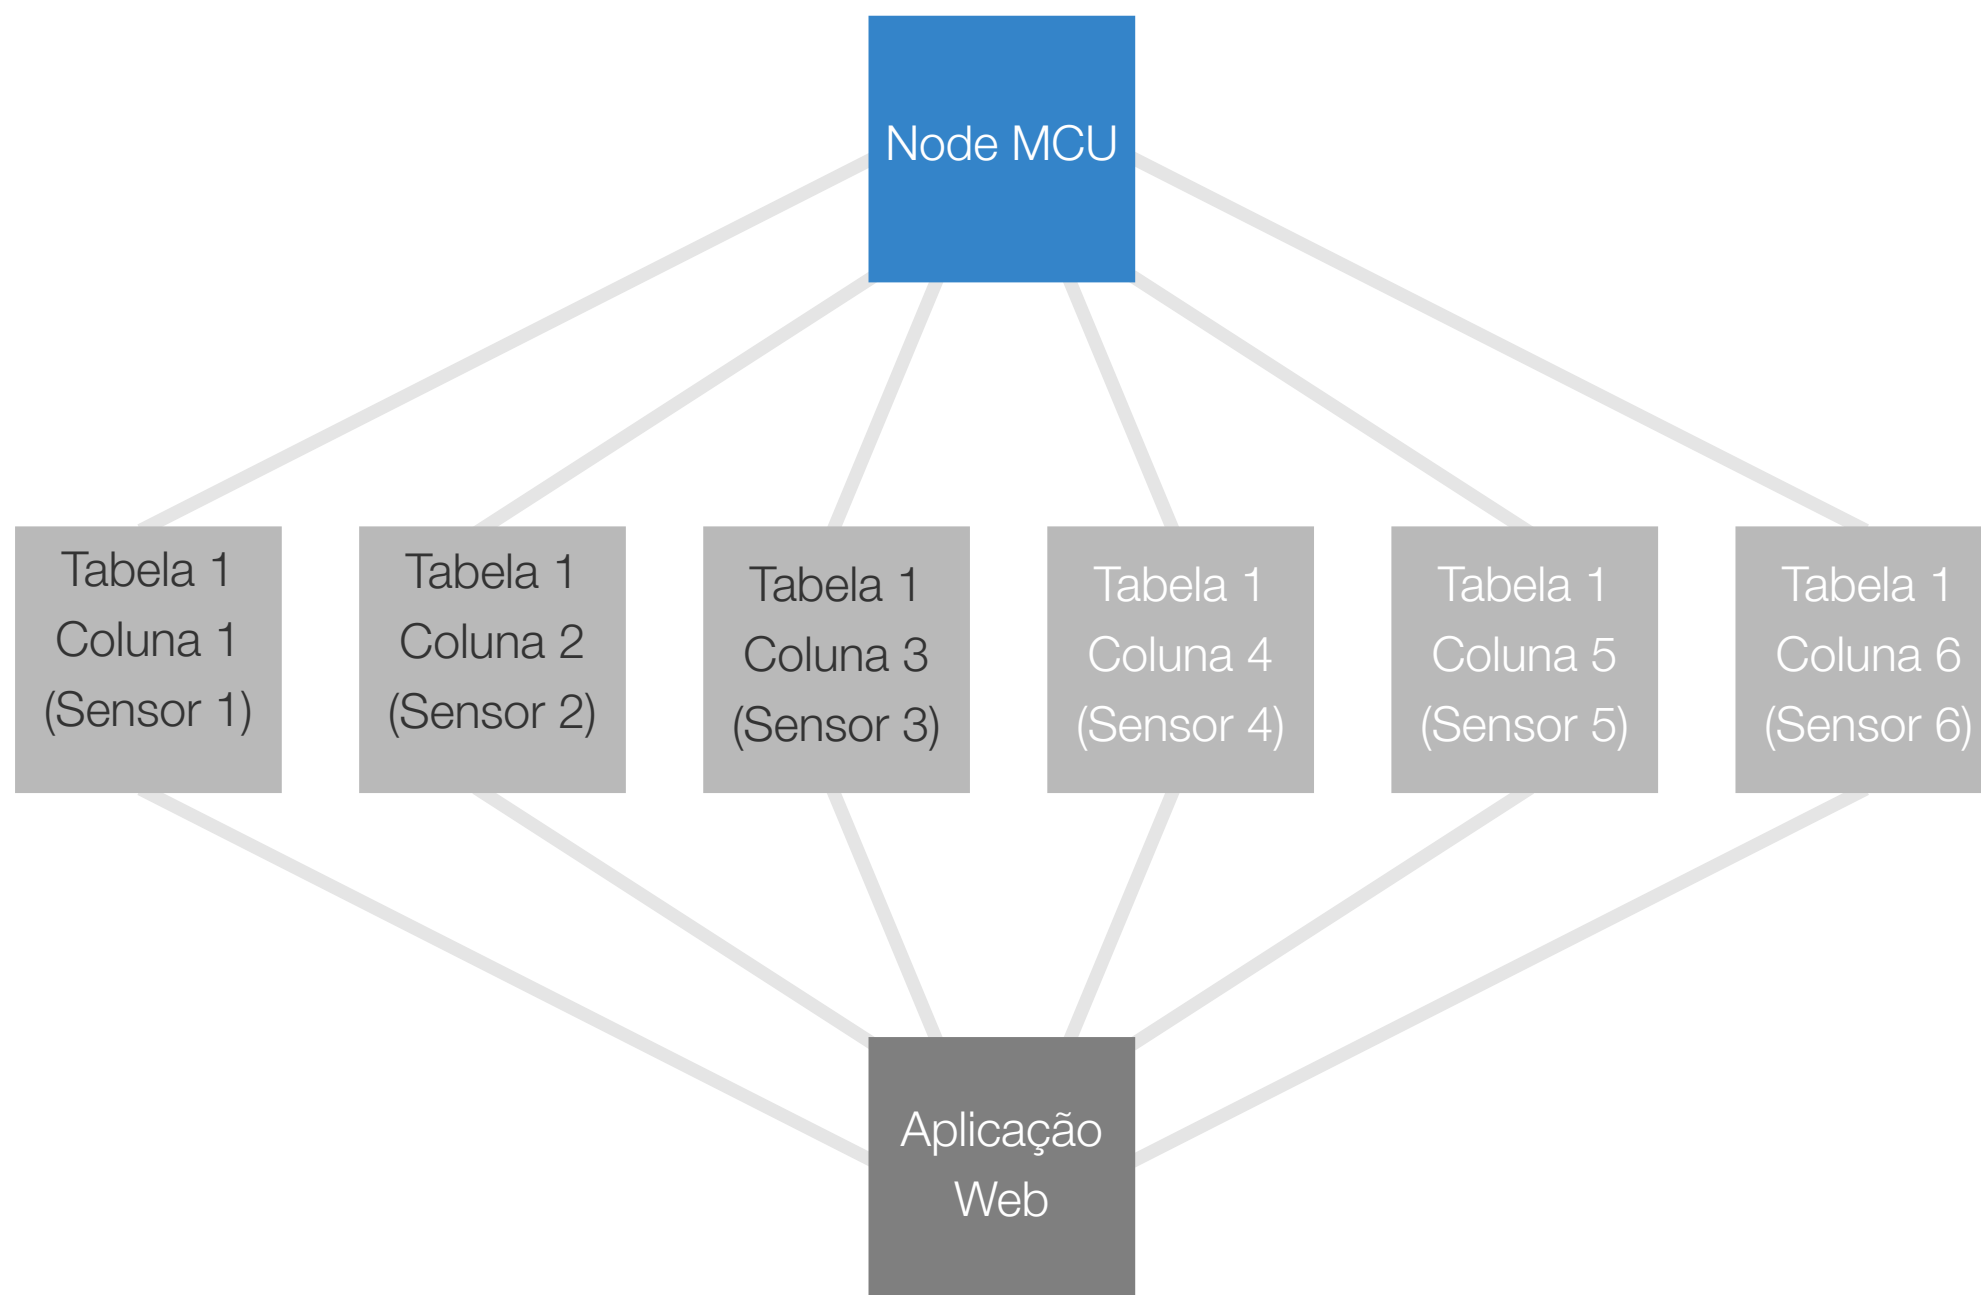 Node MCU
Tabela 1
Coluna 1
(Sensor 1)
Tabela 1
Coluna 2
(Sensor 2)
Tabela 1
Coluna 3
(Sensor 3)
Tabela 1
Coluna 4
(Sensor 4)
Tabela 1
Coluna 5
(Sensor 5)
Tabela 1
Coluna 6
(Sensor 6)
Aplicação
Web